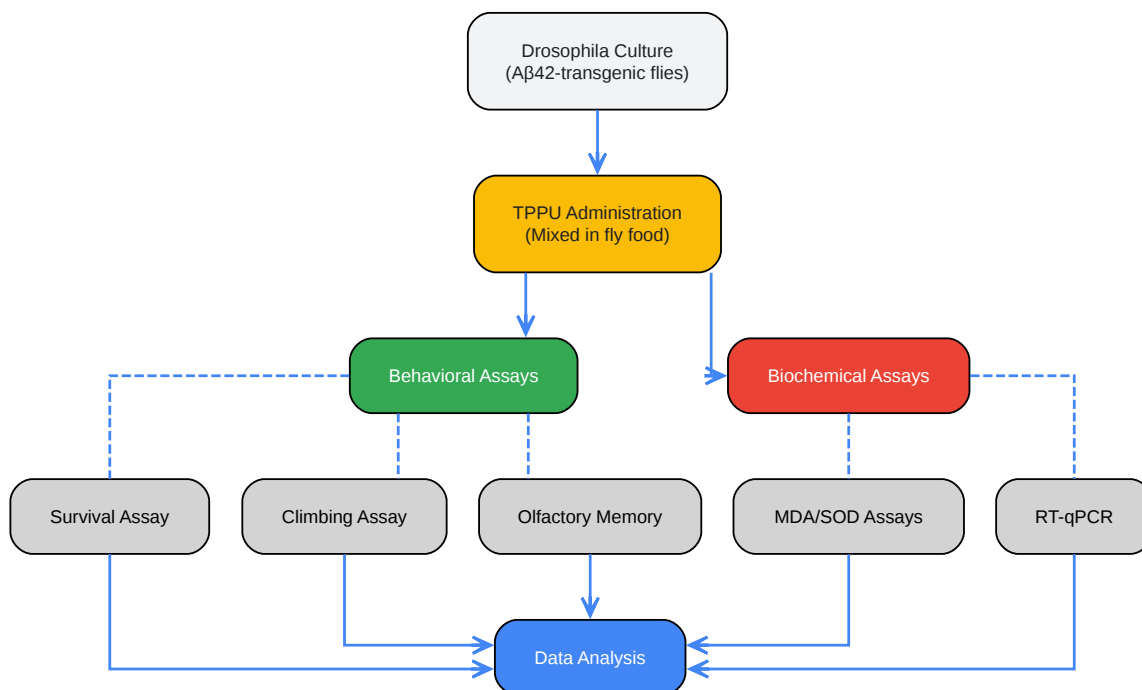 Drosophila Culture
(Aβ42-transgenic flies)
TPPU Administration
(Mixed in fly food)
Behavioral Assays
Biochemical Assays
Survival Assay
Climbing Assay
Olfactory Memory
MDA/SOD Assays
RT-qPCR
Data Analysis